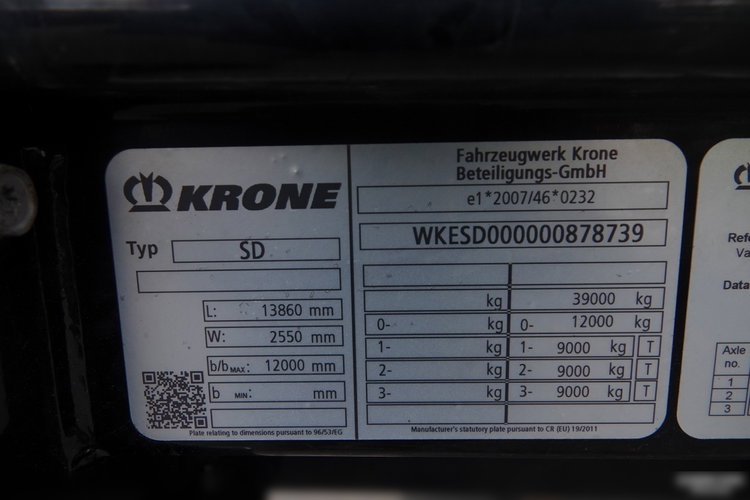 KRONE
Typ SD
L: 13860 mm
W: 2550 mm
b/b MAX: 12000 mm
b MIN: mm
Plate relating to dimensions pursuant to 96/53/EG
Fahrzeugwerk Krone
Beteiligungs-GmbH
e1*2007/46*0232
WKESD000000878739
kg 39000 kg
0- kg 0- 12000 kg
1- kg 1- 9000 kg T
2- kg 2- 9000 kg T
3- kg 3- 9000 kg T
Manufacturer's statutory plate pursuant to CR (EU) 19/2011
Data
Axle
no.
1
2
3